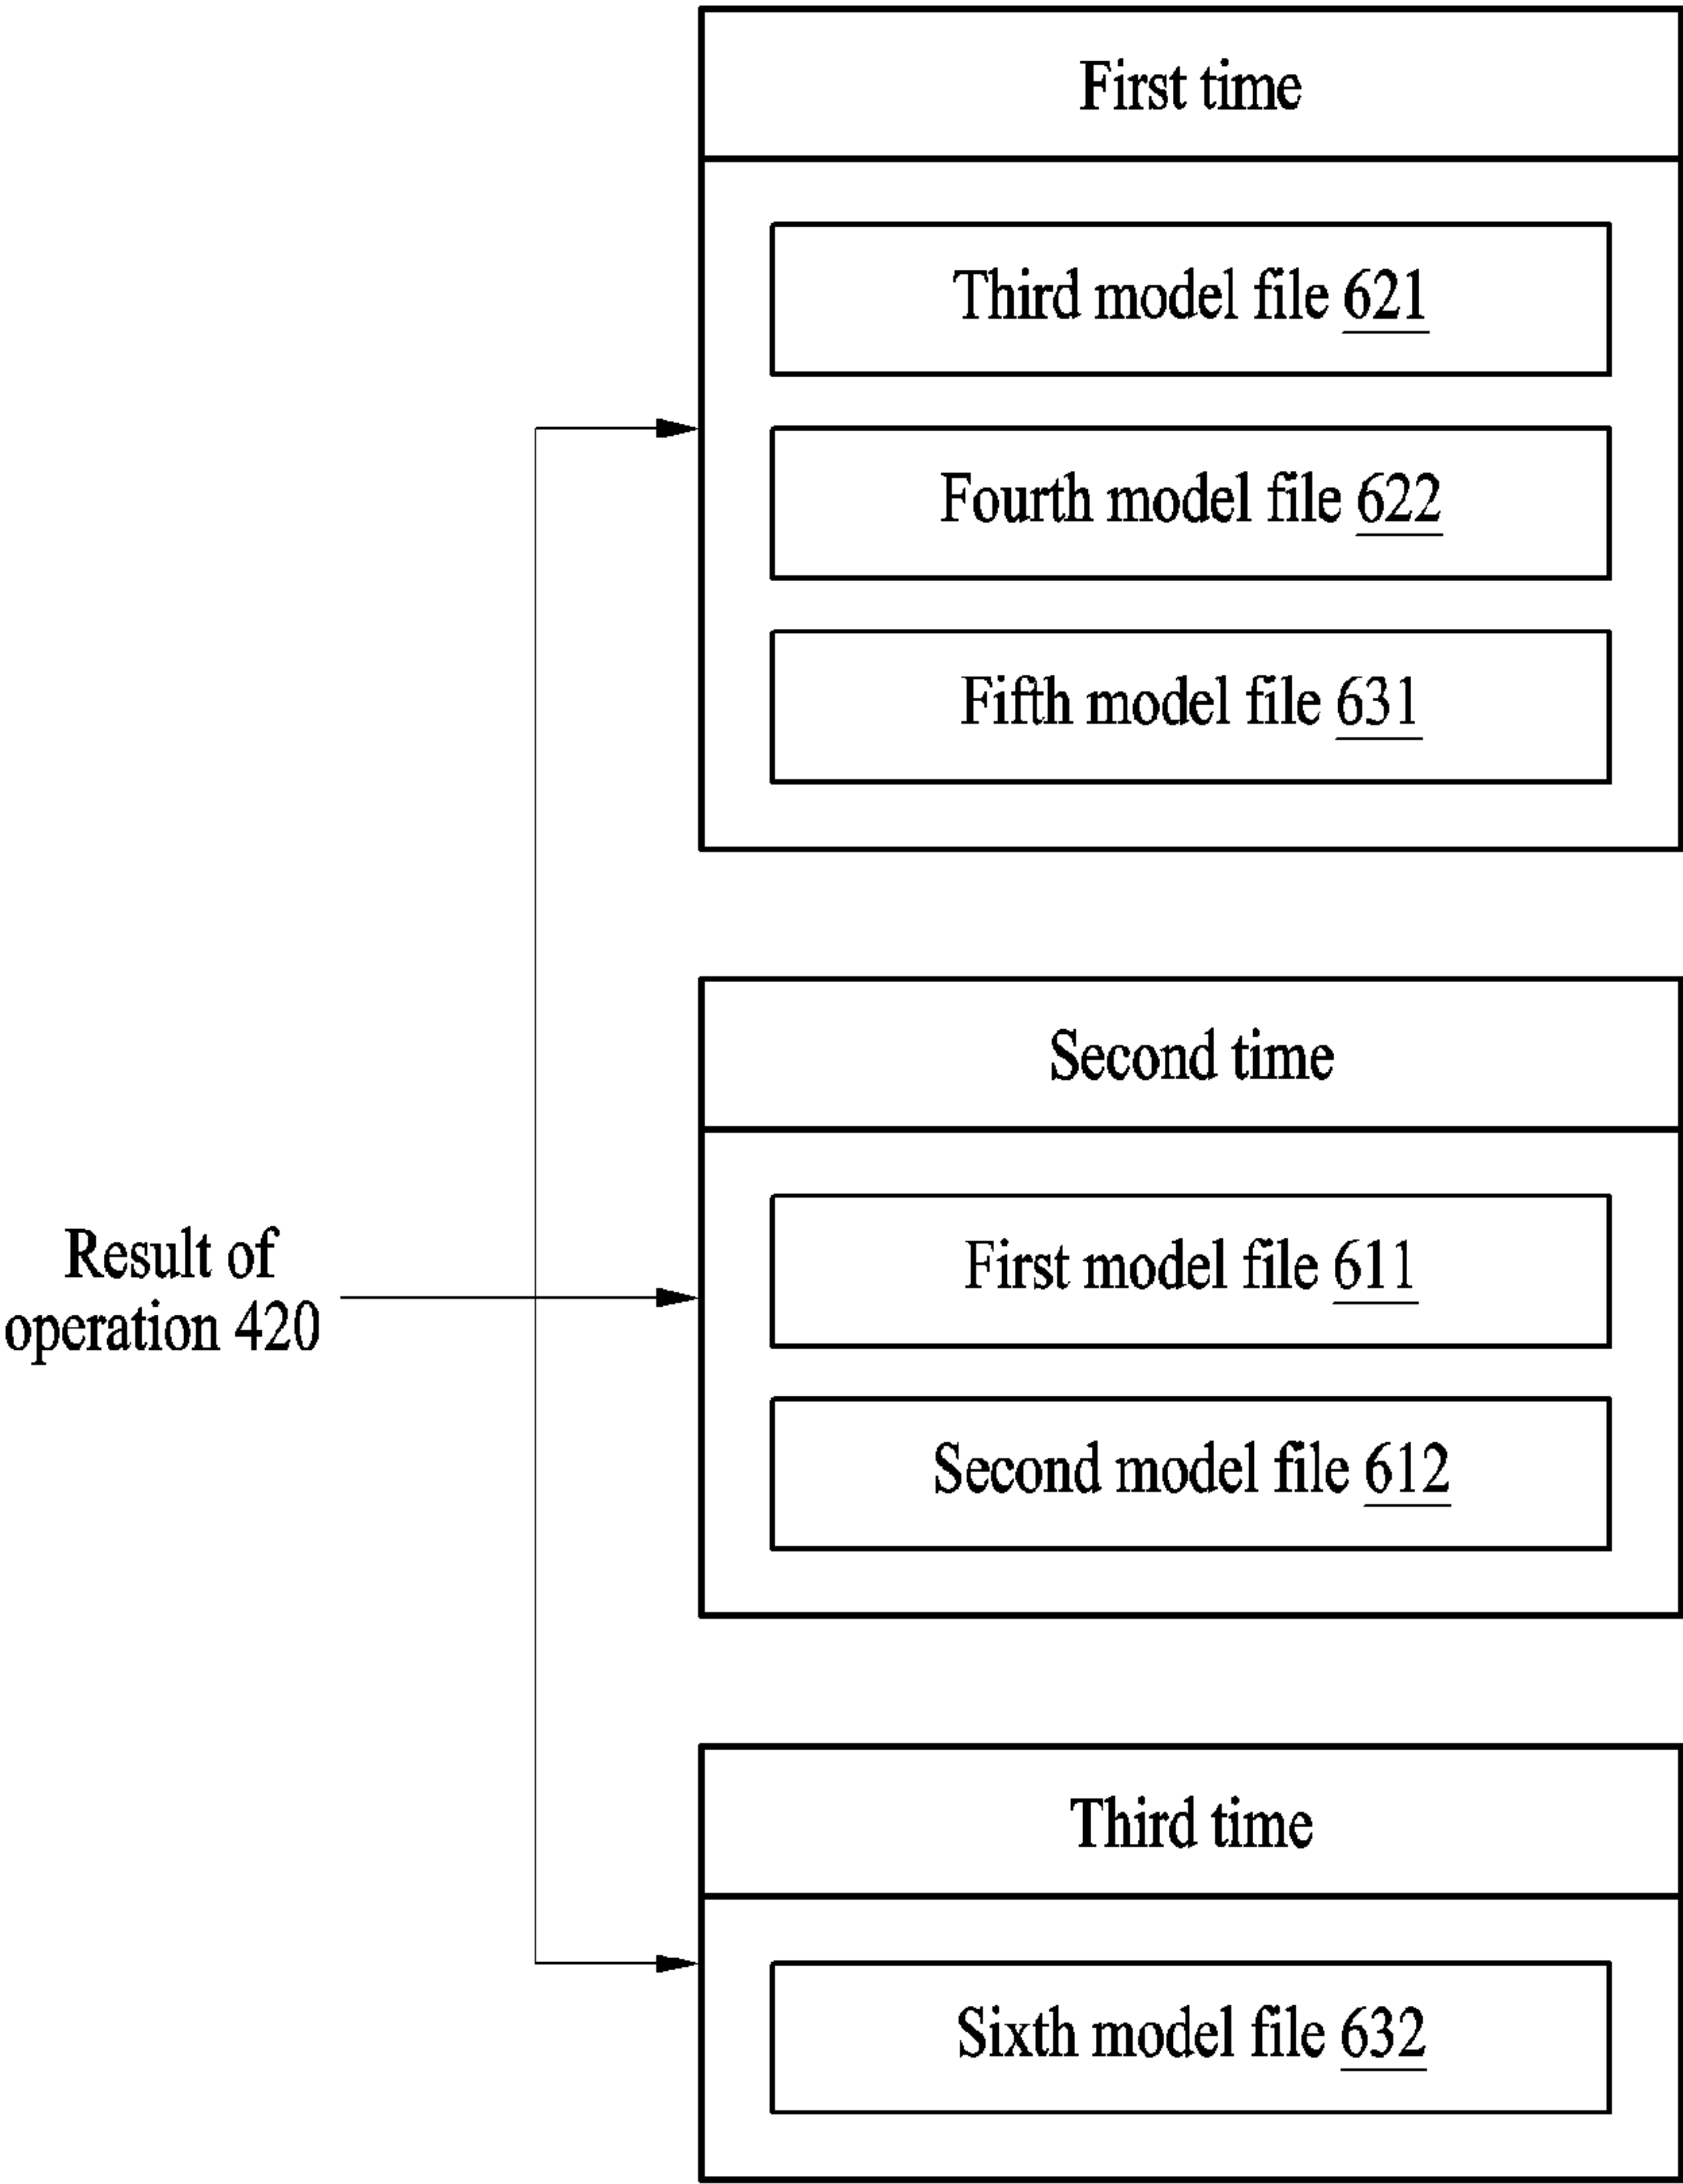 First time
Third model file 621
Fourth model file 622
Fifth model file 631
Second time
Result of
operation 420
First model file 611
Second model file 612
Third time
Sixth model file 632